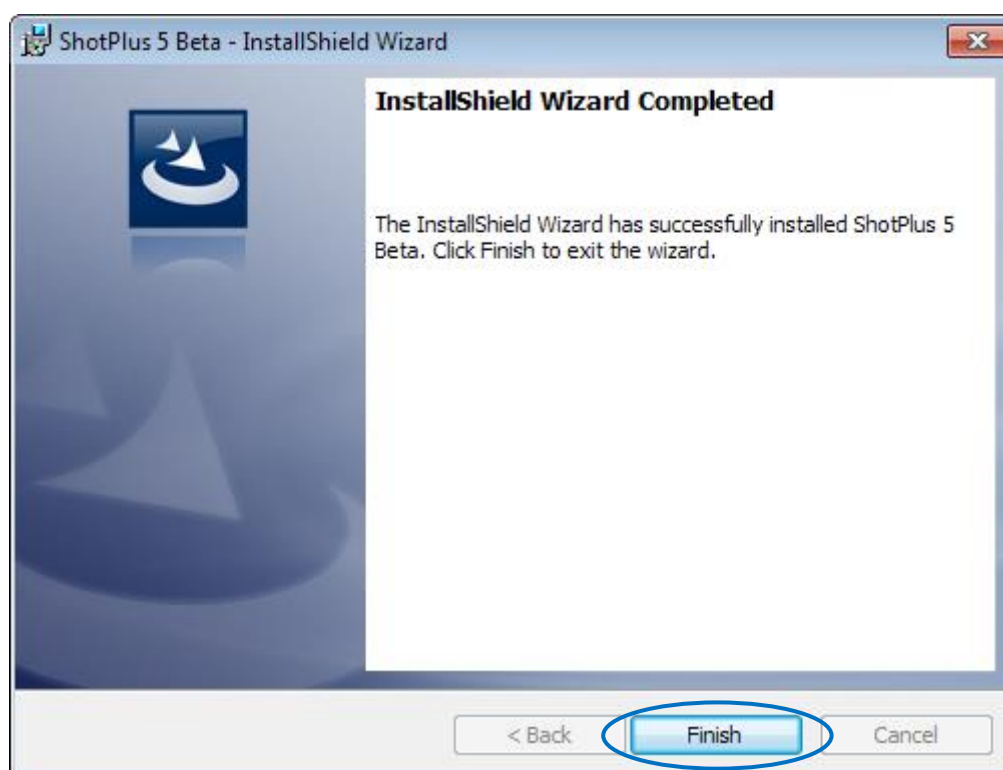 ShotPlus 5 Beta - InstallShield Wizard
InstallShield Wizard Completed
The InstallShield Wizard has successfully installed ShotPlus 5
Beta. Click Finish to exit the wizard.
< Back Finish Cancel